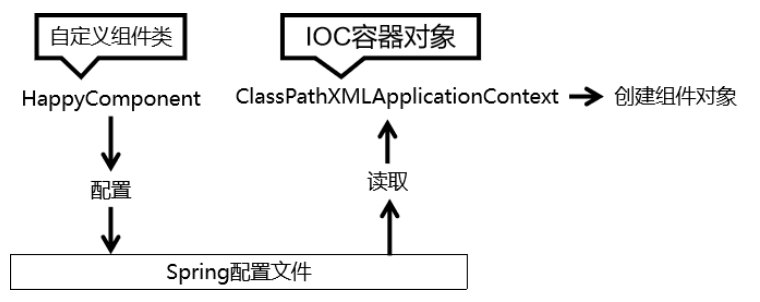 自定义组件类
IOC容器对象
HappyComponent
ClassPathXMLApplicationContext
创建组件对象
配置
读取
Spring配置文件